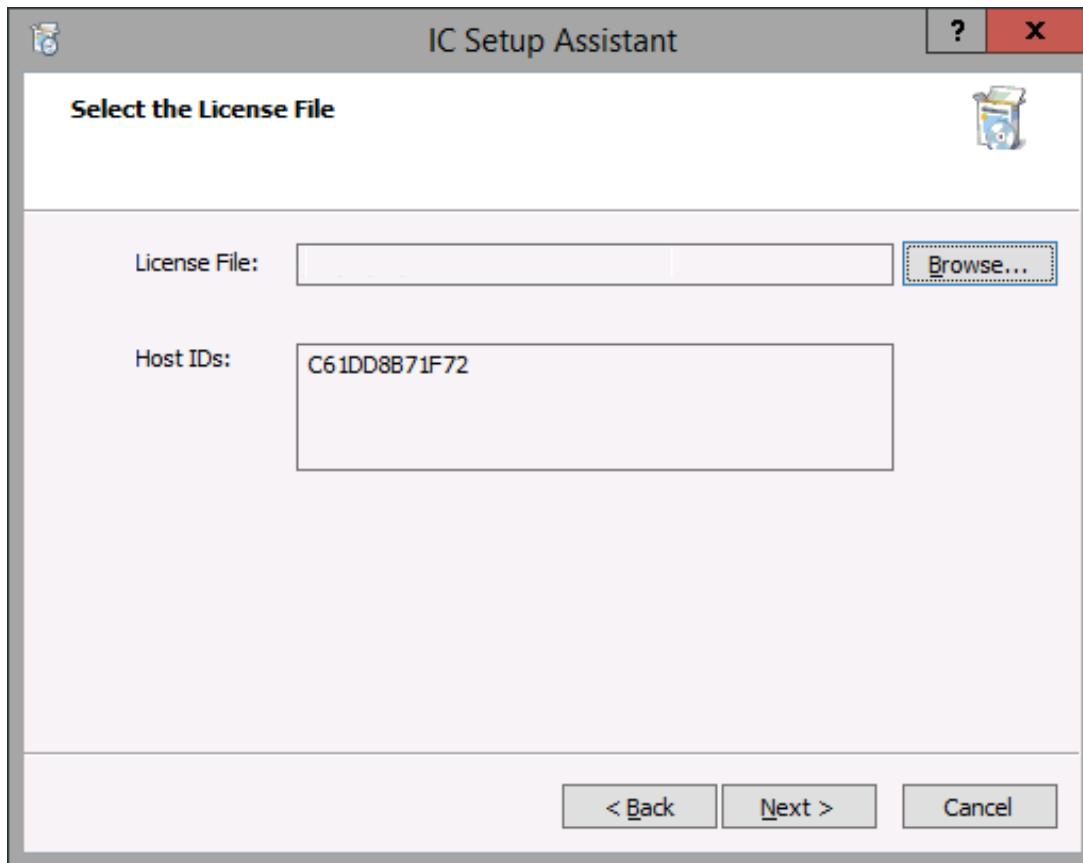 IC Setup Assistant
? x
Select the License File
License File: Browse...
Host IDs: C61DD8B71F72
< Back Next > Cancel